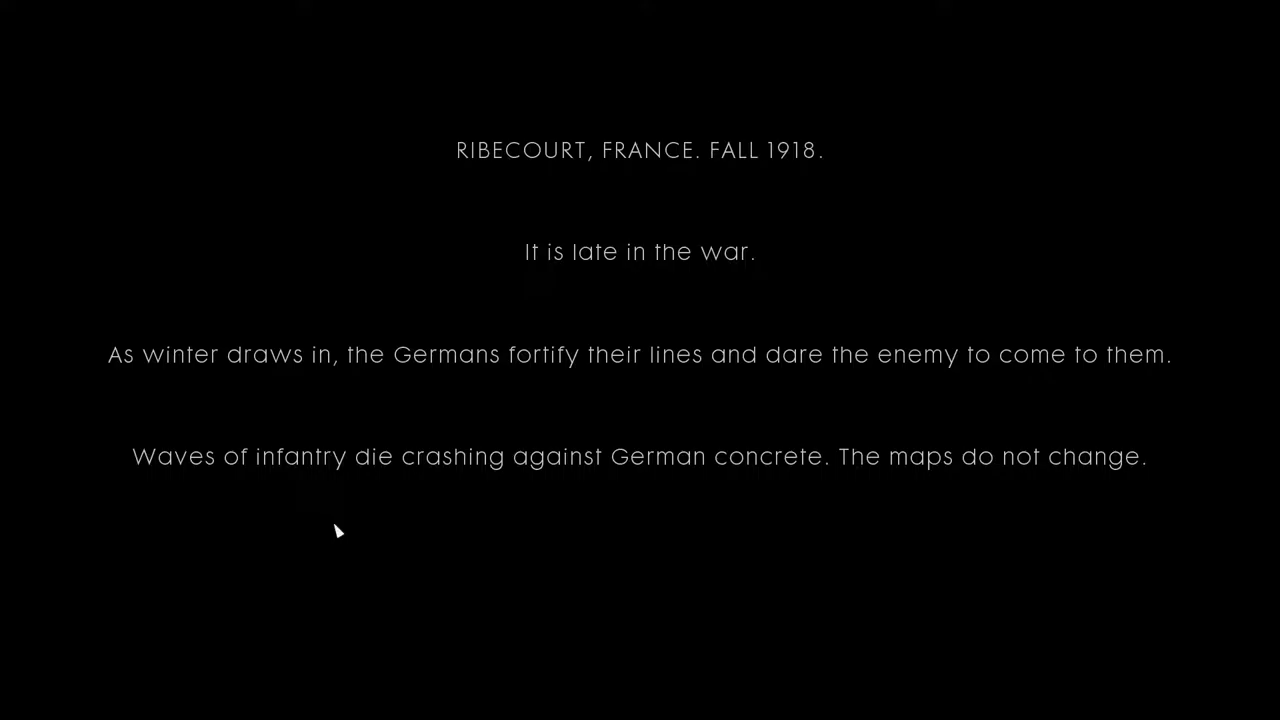 RIBECOURT, FRANCE. FALL 1918.
It is late in the war.
As winter draws in, the Germans fortify their lines and dare the enemy to come to them.
Waves of infantry die crashing against German concrete. The maps do not change.